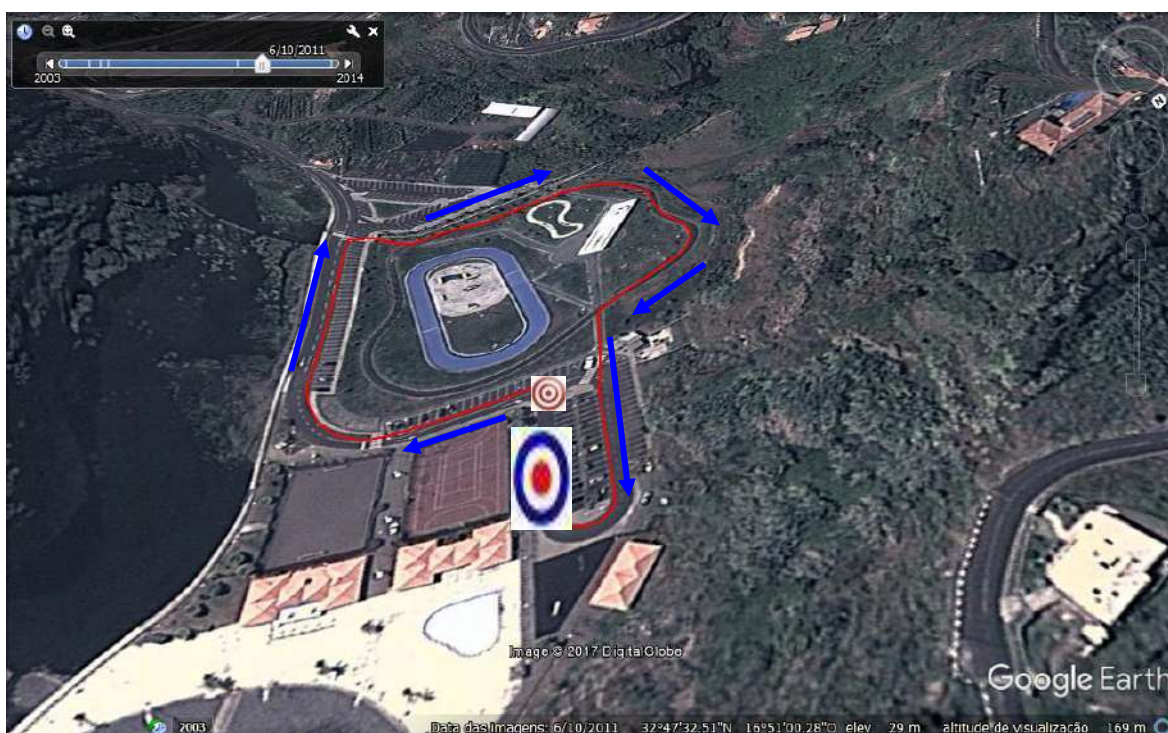 6/10/2011
2003
2014
N
Image © 2017 DigitalGlobe
Google Earth
2003
Data das Imagens: 6/10/2011 32°47'32.51"N 16°51'00.28"O elev 29 m altitude de visualização 169 m